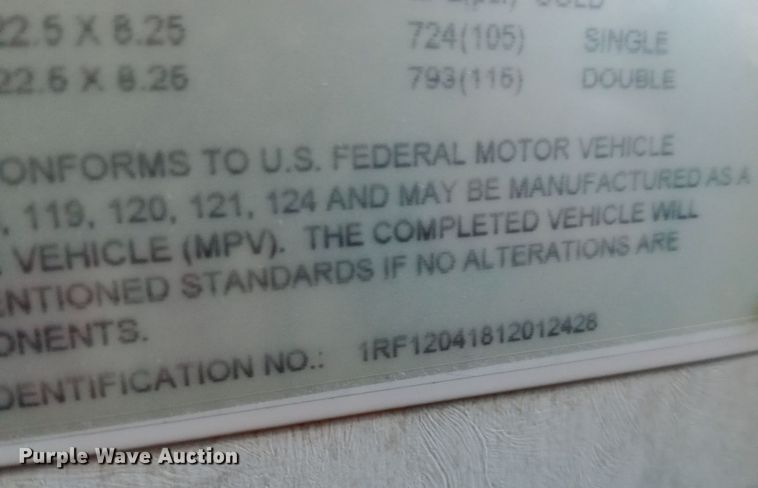 22.5 X 8.25 724(105) SINGLE
22.5 X 8.25 793(115) DOUBLE
ONFORMS TO U.S. FEDERAL MOTOR VEHICLE
, 119, 120, 121, 124 AND MAY BE MANUFACTURED AS A
VEHICLE (MPV). THE COMPLETED VEHICLE WILL
ENTIONED STANDARDS IF NO ALTERATIONS ARE
ONENTS.
DENTIFICATION NO.: 1RF12041812012428
Purple Wave Auction